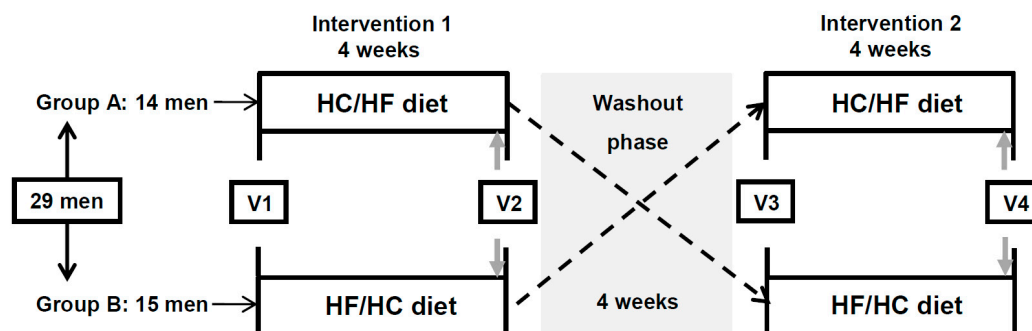 Intervention 1
4 weeks
Intervention 2
4 weeks
Group A: 14 men
HC/HF diet
Washout
phase
HC/HF diet
29 men
V1
V2
V3
V4
Group B: 15 men
HF/HC diet
4 weeks
HF/HC diet